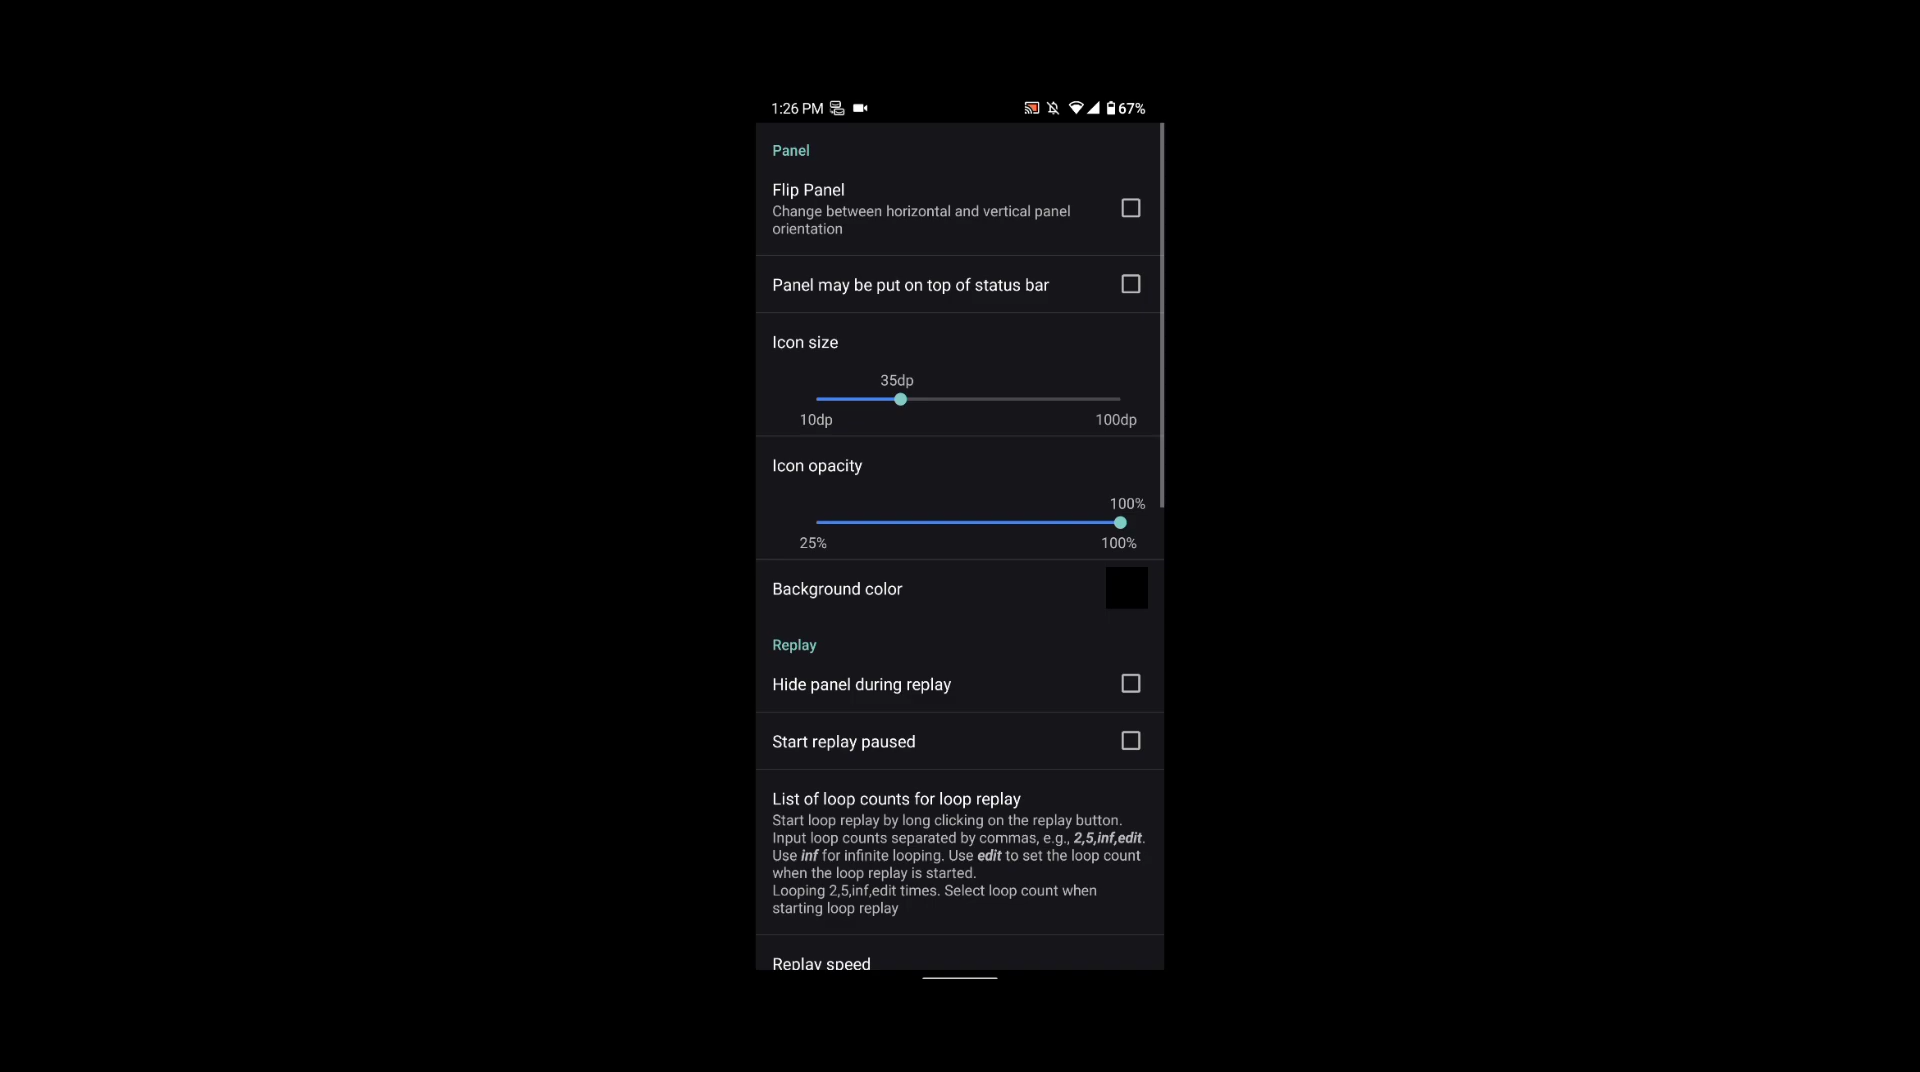 1:26 PM 67%
Panel
Flip Panel
Change between horizontal and vertical panel
orientation
Panel may be put on top of status bar
Icon size
35dp
10dp 100dp
Icon opacity
100%
25% 100%
Background color
Replay
Hide panel during replay
Start replay paused
List of loop counts for loop replay
Start loop replay by long clicking on the replay button.
Input loop counts separated by commas, e.g., 2,5,inf,edit.
Use inf for infinite looping. Use edit to set the loop count
when the loop replay is started.
Looping 2,5,inf,edit times. Select loop count when
starting loop replay
Replay speed